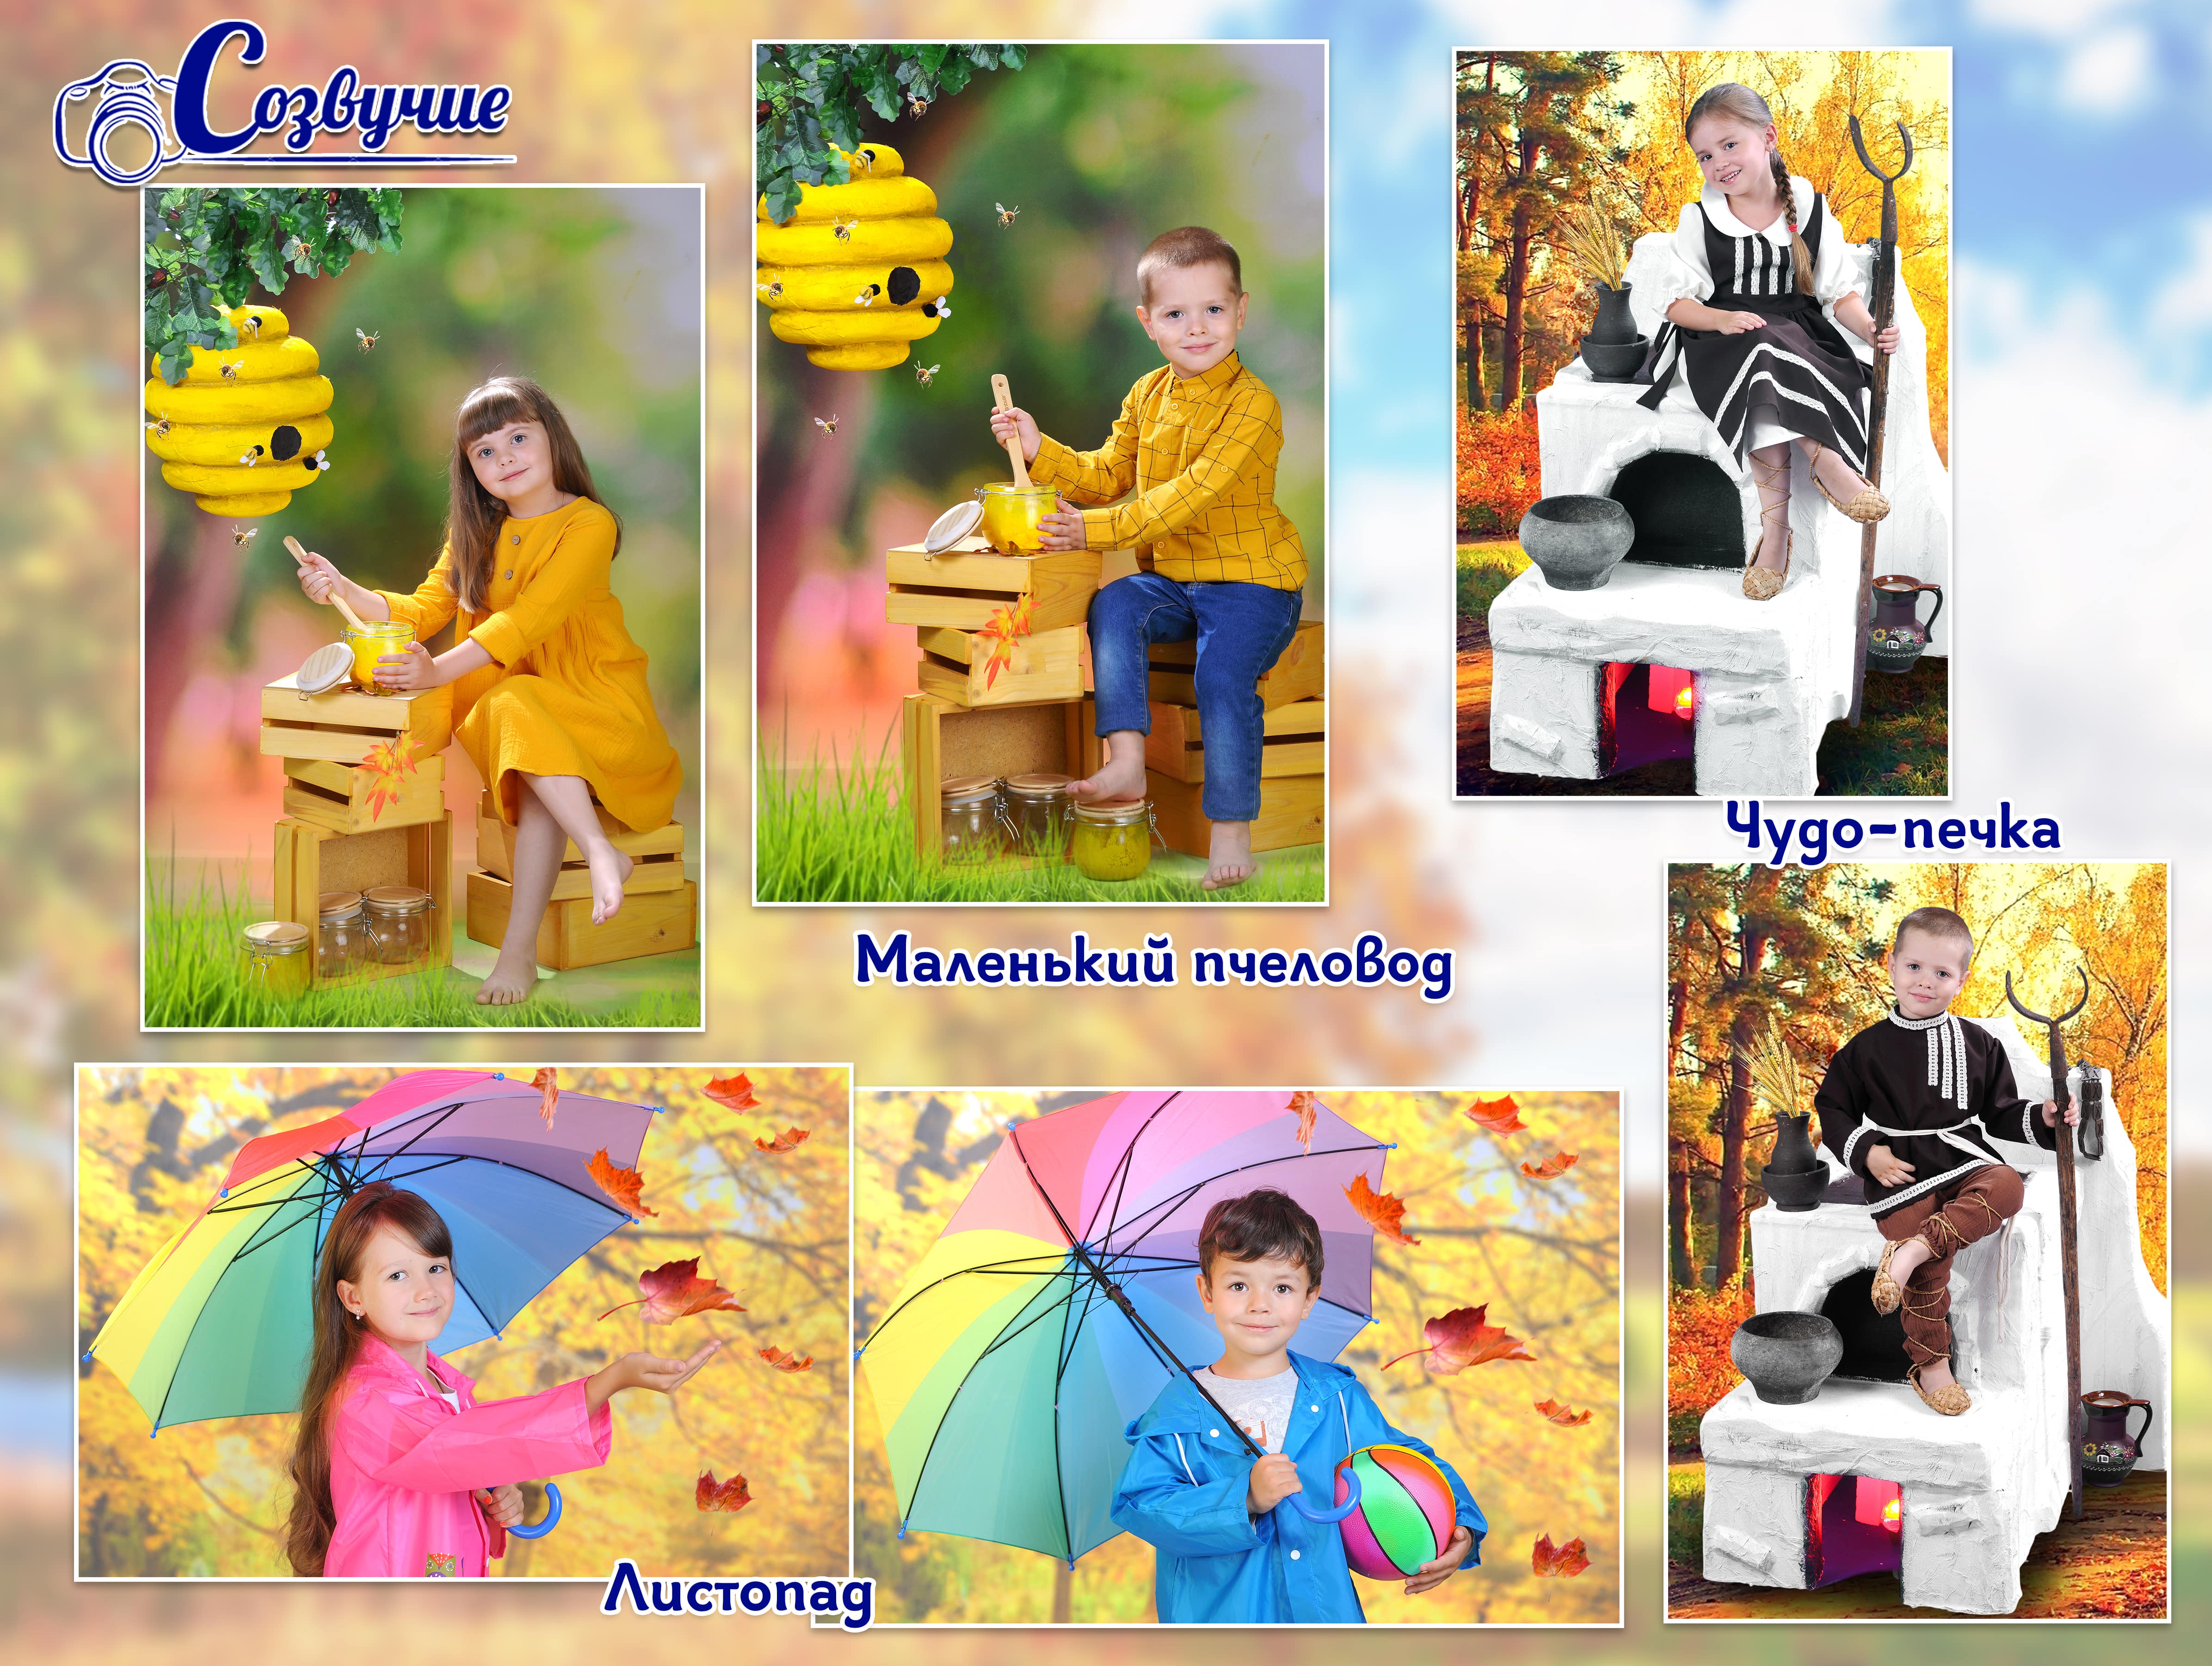 Созвучие
Чудо-печка
Маленький пчеловод
Листопад